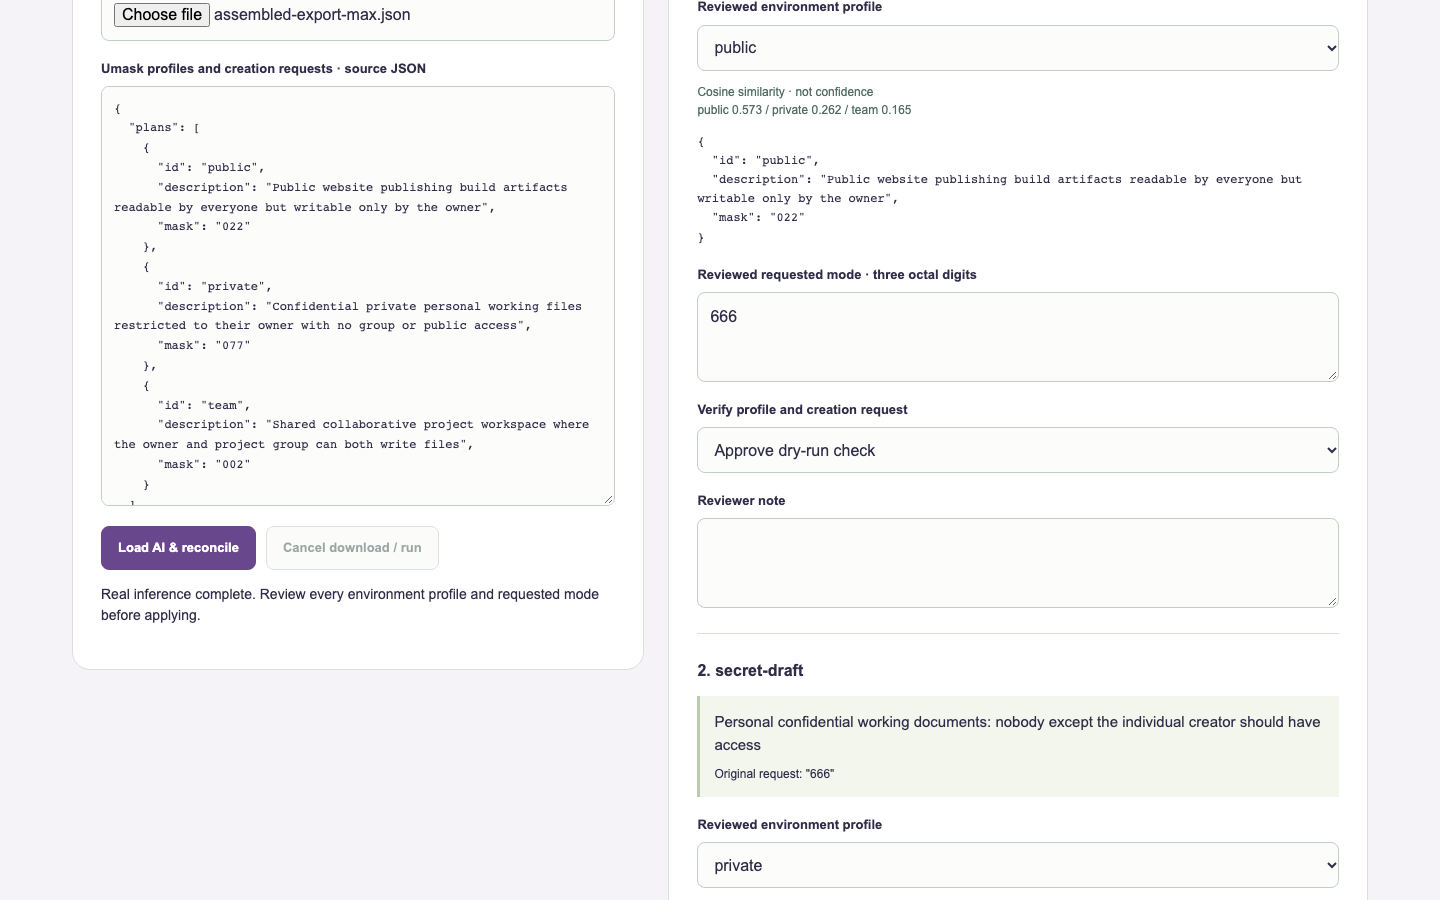 Choose file assembled-export-max.json
Umask profiles and creation requests · source JSON
{
  "plans": [
    {
      "id": "public",
      "description": "Public website publishing build artifacts
readable by everyone but writable only by the owner",
      "mask": "022"
    },
    {
      "id": "private",
      "description": "Confidential private personal working files
restricted to their owner with no group or public access",
      "mask": "077"
    },
    {
      "id": "team",
      "description": "Shared collaborative project workspace where
the owner and project group can both write files",
      "mask": "002"
    }
  ]
Load AI & reconcile
Cancel download / run
Real inference complete. Review every environment profile and requested mode
before applying.
Reviewed environment profile
public
Cosine similarity · not confidence
public 0.573 / private 0.262 / team 0.165
{
  "id": "public",
  "description": "Public website publishing build artifacts readable by everyone but
writable only by the owner",
  "mask": "022"
}
Reviewed requested mode · three octal digits
666
Verify profile and creation request
Approve dry-run check
Reviewer note
2. secret-draft
Personal confidential working documents: nobody except the individual creator should have
access
Original request: "666"
Reviewed environment profile
private